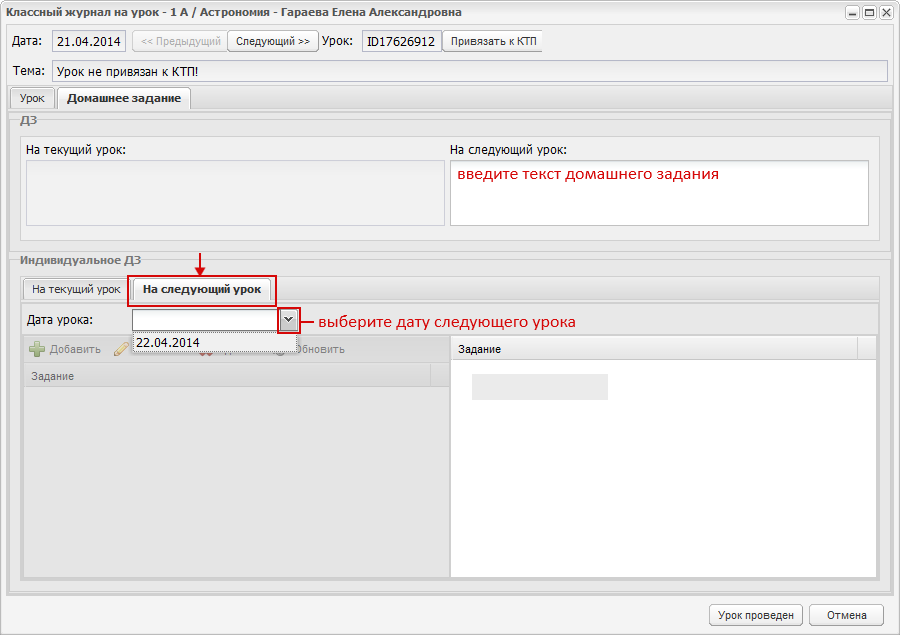 Классный журнал на урок - 1 А / Астрономия - Гараева Елена Александровна
Дата: 21.04.2014 << Предыдущий Следующий >> Урок: ID17626912 Привязать к КТП
Тема: Урок не привязан к КТП!
Урок Домашнее задание
ДЗ
На текущий урок: На следующий урок:
введите текст домашнего задания
Индивидуальное ДЗ
На текущий урок На следующий урок
Дата урока: выберите дату следующего урока
22.04.2014
Добавить Обновить Задание
Задание
Урок проведен Отмена